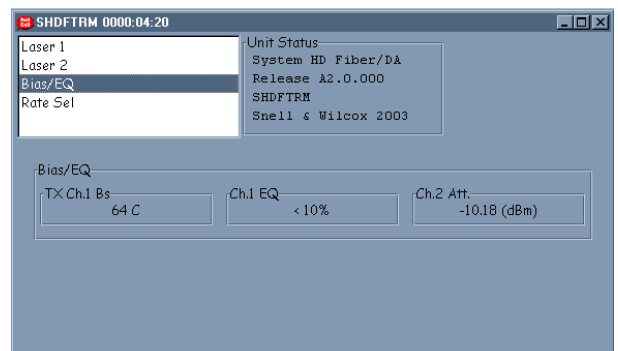 SHDFTRM 0000:04:20
Laser 1
Laser 2
Bias/EQ
Rate Sel
Unit Status
System HD Fiber/DA
Release A2.0.000
SHDFTRM
Snell & Wilcox 2003
Bias/EQ
TX Ch.1 Bs
64 C
Ch.1 EQ
< 10%
Ch.2 Att.
-10.18 (dBm)